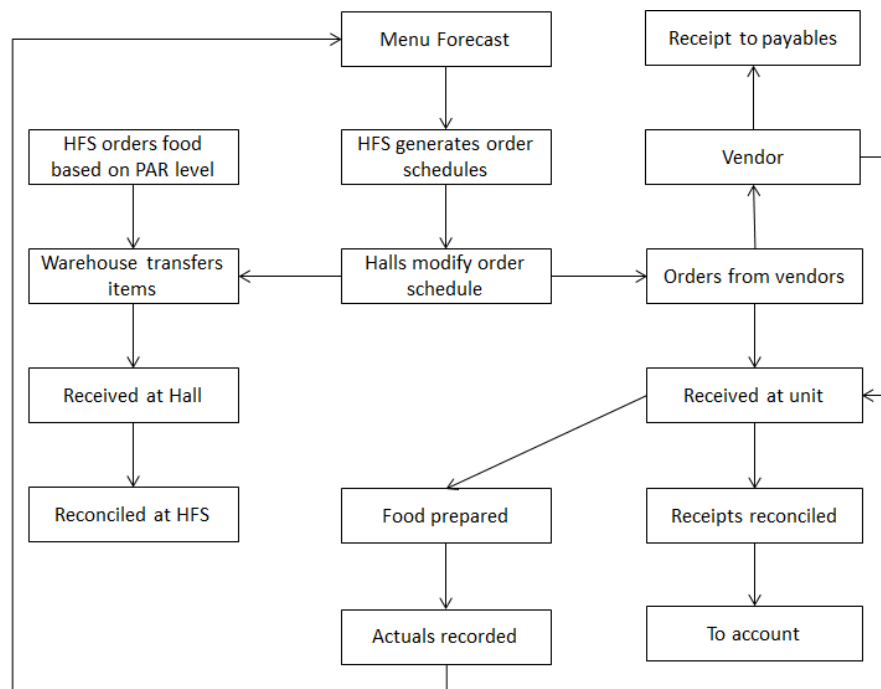 Menu Forecast
Receipt to payables
HFS orders food
based on PAR level
HFS generates order
schedules
Vendor
Warehouse transfers
items
Halls modify order
schedule
Orders from vendors
Received at Hall
Received at unit
Reconciled at HFS
Food prepared
Receipts reconciled
Actuals recorded
To account